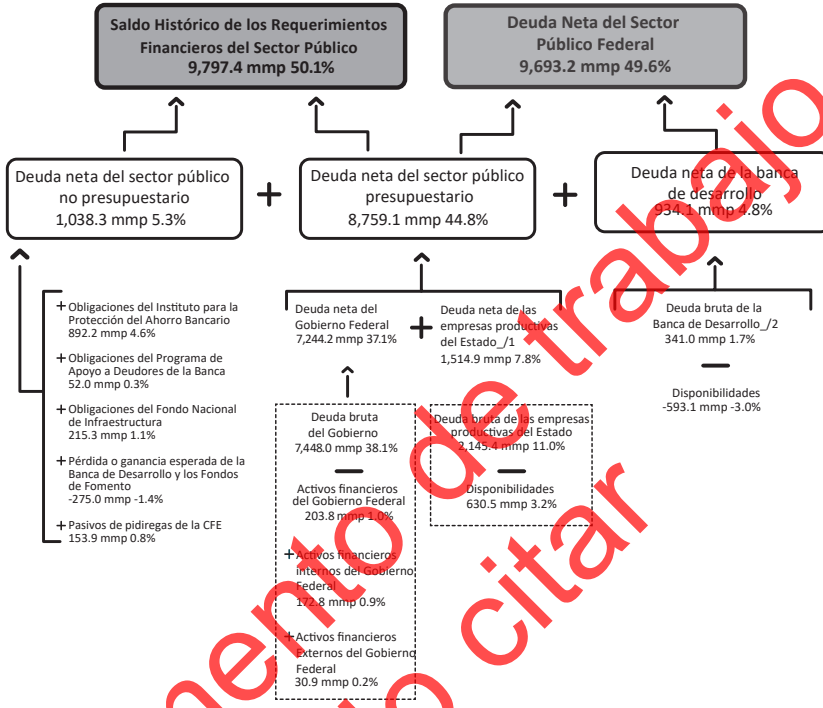 Saldo Histórico de los Requerimientos
Financieros del Sector Público
9,797.4 mmp 50.1%
Deuda Neta del Sector
Público Federal
9,693.2 mmp 49.6%
Deuda neta del sector público
no presupuestario
1,038.3 mmp 5.3%
+
Deuda neta del sector público
presupuestario
8,759.1 mmp 44.8%
+
Deuda neta de la banca
de desarrollo
934.1 mmp 4.8%
+ Obligaciones del Instituto para la
Protección del Ahorro Bancario
892.2 mmp 4.6%
+ Obligaciones del Programa de
Apoyo a Deudores de la Banca
52.0 mmp 0.3%
+ Obligaciones del Fondo Nacional
de Infraestructura
215.3 mmp 1.1%
+ Pérdida o ganancia esperada de la
Banca de Desarrollo y los Fondos
de Fomento
-275.0 mmp -1.4%
+ Pasivos de pidiregas de la CFE
153.9 mmp 0.8%
Deuda neta del
Gobierno Federal
7,244.2 mmp 37.1%
+
Deuda neta de las
empresas productivas
del Estado_/1
1,514.9 mmp 7.8%
Deuda bruta de la
Banca de Desarrollo_/2
341.0 mmp 1.7%
—
Disponibilidades
-593.1 mmp -3.0%
Deuda bruta
del Gobierno
7,448.0 mmp 38.1%
—
Activos financieros
del Gobierno Federal
203.8 mmp 1.0%
+ Activos financieros
internos del Gobierno
Federal
172.8 mmp 0.9%
+ Activos financieros
Externos del Gobierno
Federal
30.9 mmp 0.2%
Deuda bruta de las empresas
productivas del Estado
2,145.4 mmp 11.0%
—
Disponibilidades
630.5 mmp 3.2%
mento de trabajo
citar